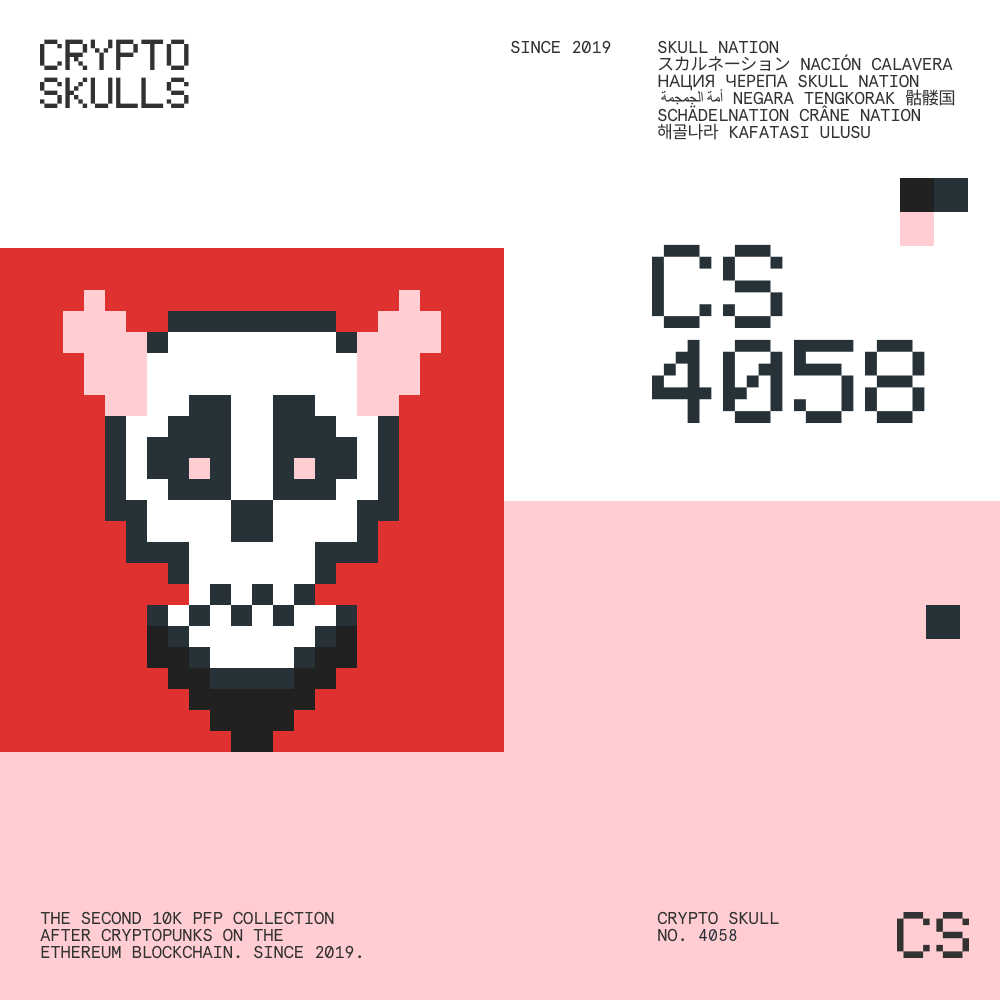 CRYPTO
SKULLS
SINCE 2019
SKULL NATION
スカルネーション NACIÓN CALAVERA
НАЦИЯ ЧЕРЕПА SKULL NATION
أمة الجمجمة NEGARA TENGKORAK 骷髅国
SCHÄDELNATION CRÂNE NATION
해골나라 KAFATASI ULUSU
CS
4058
THE SECOND 10K PFP COLLECTION
AFTER CRYPTOPUNKS ON THE
ETHEREUM BLOCKCHAIN. SINCE 2019.
CRYPTO SKULL
NO. 4058
CS